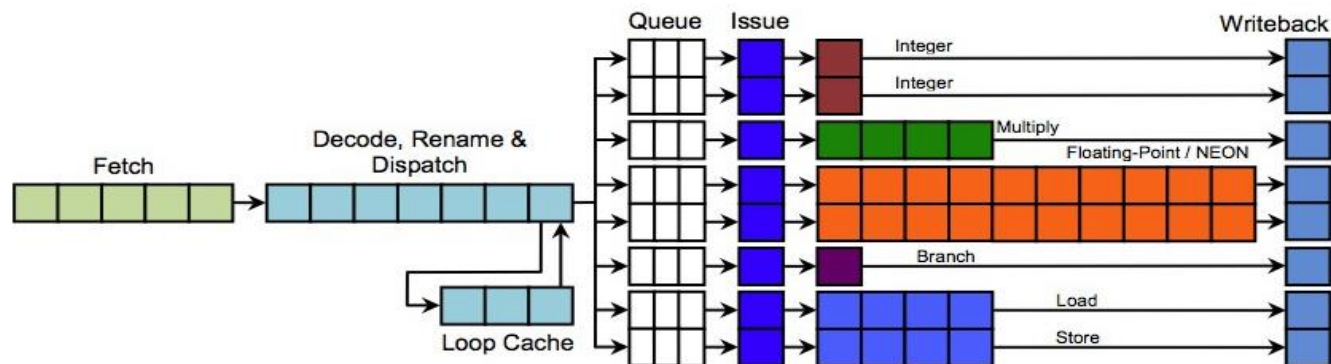 Queue
Issue
Writeback
Integer
Integer
Decode, Rename &
Dispatch
Multiply
Fetch
Floating-Point / NEON
Branch
Load
Loop Cache
Store